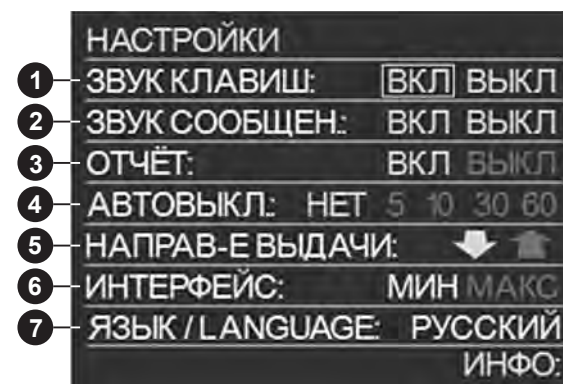 НАСТРОЙКИ
1 ЗВУК КЛАВИШ: ВКЛ ВЫКЛ
2 ЗВУК СООБЩЕН.: ВКЛ ВЫКЛ
3 ОТЧЁТ: ВКЛ ВЫКЛ
4 АВТОВЫКЛ.: НЕТ 5 10 30 60
5 НАПРАВ-Е ВЫДАЧИ:
6 ИНТЕРФЕЙС: МИН МАКС
7 ЯЗЫК / LANGUAGE: РУССКИЙ
ИНФО: